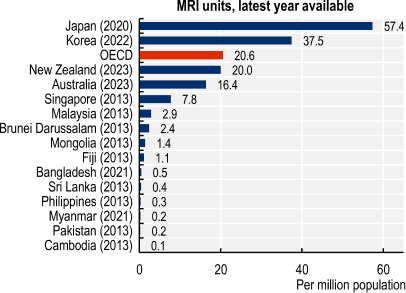 MRI units, latest year available
Japan (2020) 57.4
Korea (2022) 37.5
OECD 20.6
New Zealand (2023) 20.0
Australia (2023) 16.4
Singapore (2013) 7.8
Malaysia (2013) 2.9
Brunei Darussalam (2013) 2.4
Mongolia (2013) 1.4
Fiji (2013) 1.1
Bangladesh (2021) 0.5
Sri Lanka (2013) 0.4
Philippines (2013) 0.3
Myanmar (2021) 0.2
Pakistan (2013) 0.2
Cambodia (2013) 0.1
0 20 40 60
Per million population